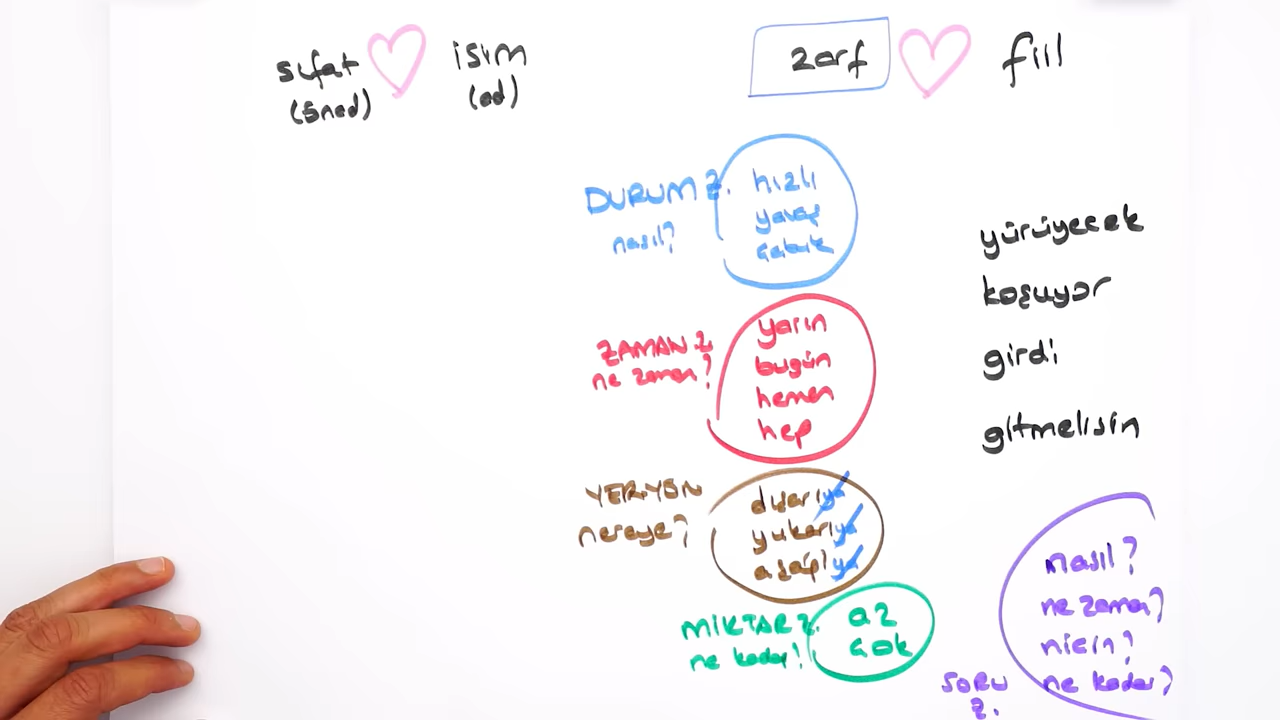 sıfat isim
(önad) (ad)
zarf fiil
DURUM Z.
nasıl?
hızlı
yavaş
çabuk
ZAMAN Z
ne zaman?
yarın
bugün
hemen
hep
YER-YÖN
nereye?
dışarıya
yukarıya
aşağıya
MİKTAR Z.
ne kadar?
az
çok
yürüyecek
koşuyor
girdi
gitmelisin
nasıl?
ne zaman?
niçin?
ne kadar?
SORU
Z.